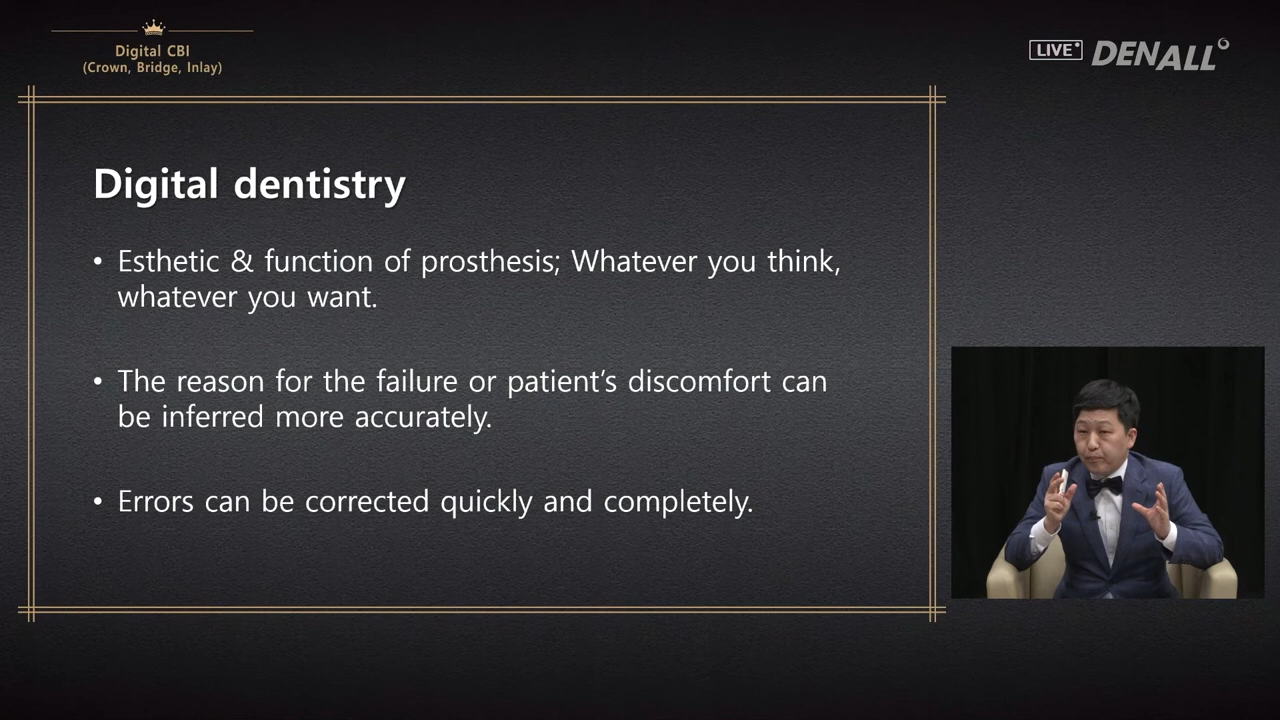 Digital CBI
(Crown, Bridge, Inlay)
LIVE
DENALL
Digital dentistry
• Esthetic & function of prosthesis; Whatever you think,
whatever you want.
• The reason for the failure or patient’s discomfort can
be inferred more accurately.
• Errors can be corrected quickly and completely.